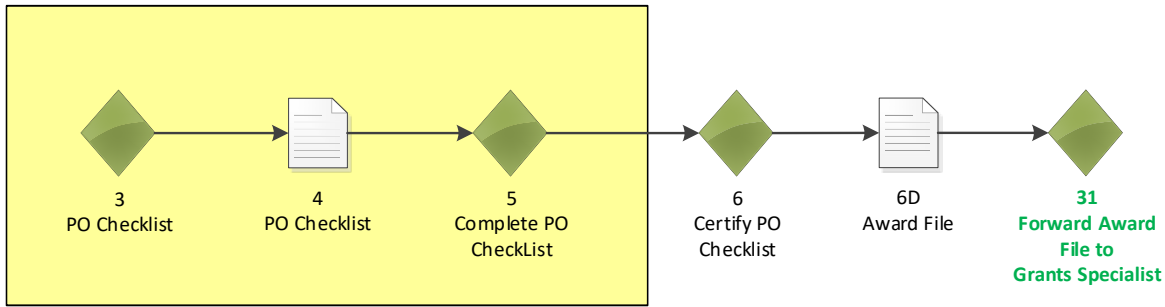 3
PO Checklist
4
PO Checklist
5
Complete PO
CheckList
6
Certify PO
Checklist
6D
Award File
31
Forward Award
File to
Grants Specialist